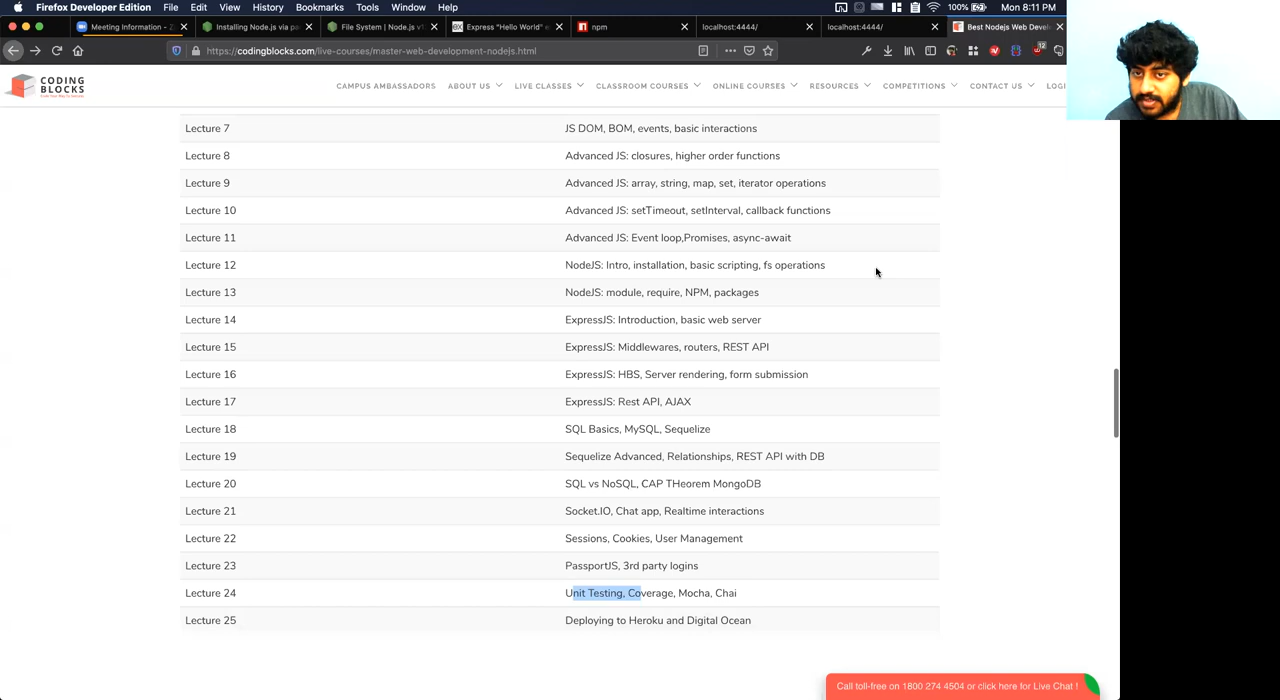 Firefox Developer Edition File Edit View History Bookmarks Tools Window Help 100% Mon 8:11 PM
Meeting Information - Z Installing Node.js via pa File System | Node.js v1 Express "Hello World" e npm localhost:4444/ localhost:4444/ Best Nodejs Web Devel
https://codingblocks.com/live-courses/master-web-development-nodejs.html 12
CODING
BLOCKS
CAMPUS AMBASSADORS ABOUT US LIVE CLASSES CLASSROOM COURSES ONLINE COURSES RESOURCES COMPETITIONS CONTACT US LOGI
Lecture 7 JS DOM, BOM, events, basic interactions
Lecture 8 Advanced JS: closures, higher order functions
Lecture 9 Advanced JS: array, string, map, set, iterator operations
Lecture 10 Advanced JS: setTimeout, setInterval, callback functions
Lecture 11 Advanced JS: Event loop,Promises, async-await
Lecture 12 NodeJS: Intro, installation, basic scripting, fs operations
Lecture 13 NodeJS: module, require, NPM, packages
Lecture 14 ExpressJS: Introduction, basic web server
Lecture 15 ExpressJS: Middlewares, routers, REST API
Lecture 16 ExpressJS: HBS, Server rendering, form submission
Lecture 17 ExpressJS: Rest API, AJAX
Lecture 18 SQL Basics, MySQL, Sequelize
Lecture 19 Sequelize Advanced, Relationships, REST API with DB
Lecture 20 SQL vs NoSQL, CAP THeorem MongoDB
Lecture 21 Socket.IO, Chat app, Realtime interactions
Lecture 22 Sessions, Cookies, User Management
Lecture 23 PassportJS, 3rd party logins
Lecture 24 Unit Testing, Coverage, Mocha, Chai
Lecture 25 Deploying to Heroku and Digital Ocean
Call toll-free on 1800 274 4504 or click here for Live Chat !